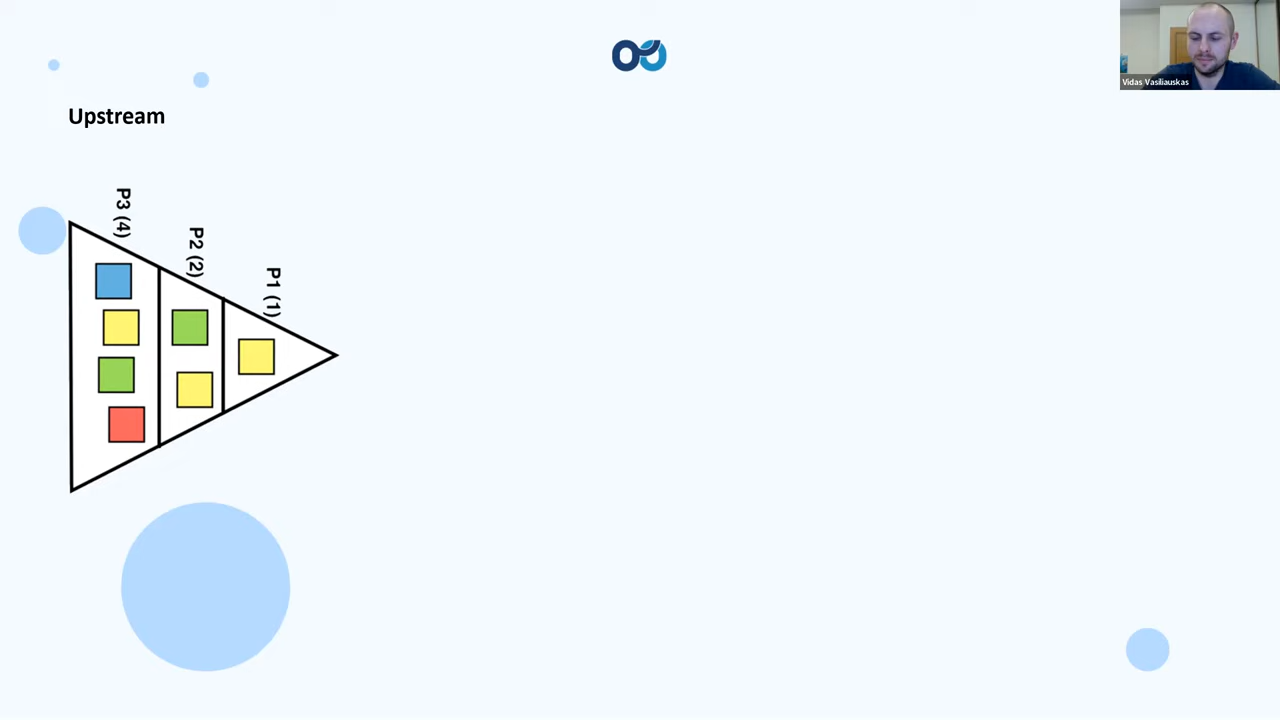 Vidas Vasiliauskas
Upstream
P3 (4)
P2 (2)
P1 (1)